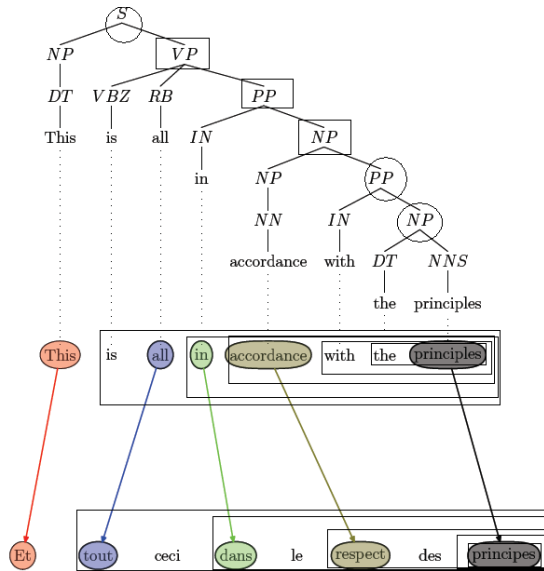 S
NP VP
DT VBZ RB PP
This is all IN NP
in NP PP
NN IN NP
accordance with DT NNS
the principles
This is all in accordance with the principles
Et tout ceci dans le respect des principes